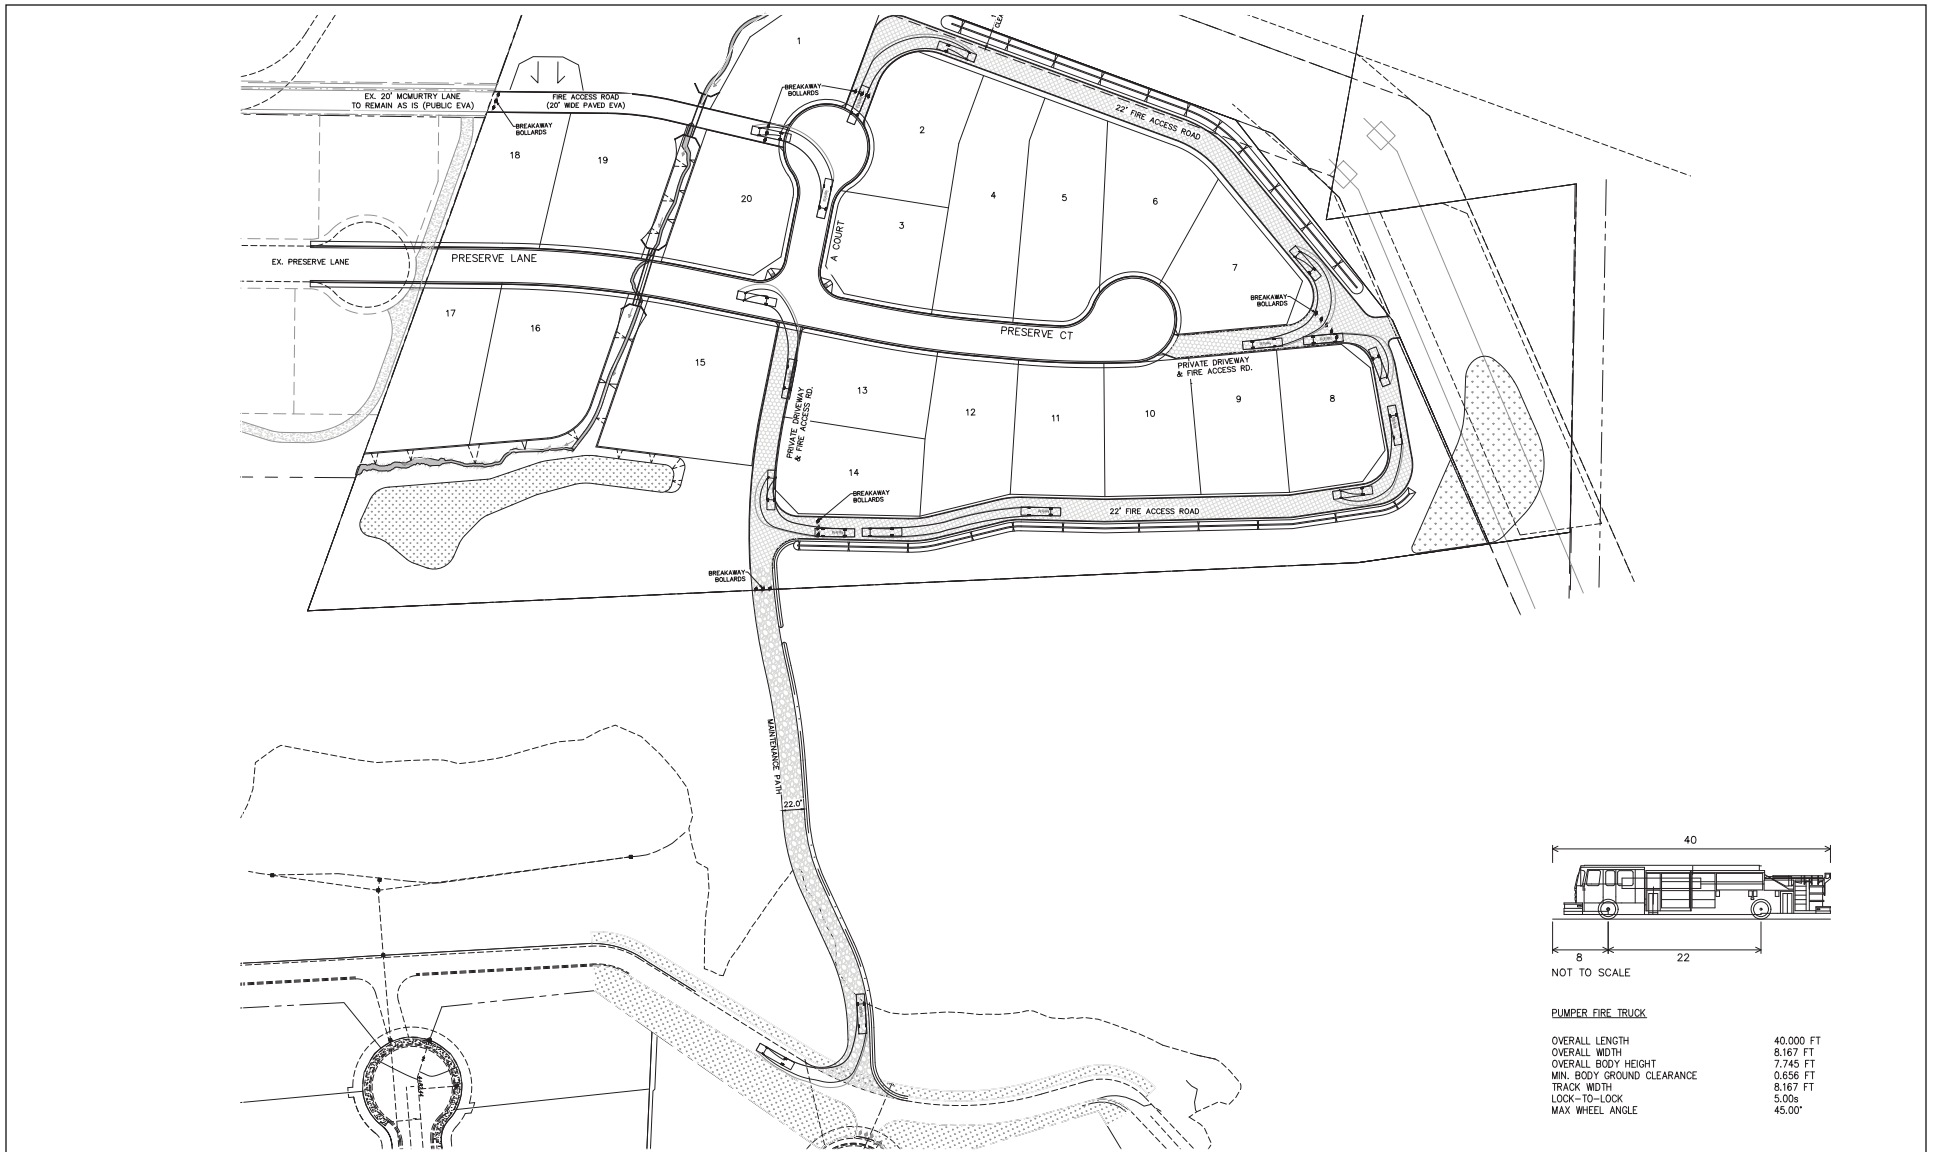 1
CLEA
BREAKAWAY
BOLLARDS
EX. 20' MCMURTRY LANE
TO REMAIN AS IS (PUBLIC EVA)
FIRE ACCESS ROAD
(20' WIDE PAVED EVA)
BREAKAWAY
BOLLARDS
22' FIRE ACCESS ROAD
2
18
19
20
3
4
5
6
7
A COURT
EX. PRESERVE LANE
PRESERVE LANE
BREAKAWAY
BOLLARDS
17
16
15
PRESERVE CT
PRIVATE DRIVEWAY
& FIRE ACCESS RD.
PRIVATE DRIVEWAY
& FIRE ACCESS RD.
13
12
11
10
9
8
14
BREAKAWAY
BOLLARDS
22' FIRE ACCESS ROAD
BREAKAWAY
BOLLARDS
MAINTENANCE PATH
22.0'
40
8
22
NOT TO SCALE
PUMPER FIRE TRUCK
OVERALL LENGTH 40.000 FT
OVERALL WIDTH 8.167 FT
OVERALL BODY HEIGHT 7.745 FT
MIN. BODY GROUND CLEARANCE 0.656 FT
TRACK WIDTH 8.167 FT
LOCK-TO-LOCK 5.00s
MAX WHEEL ANGLE 45.00°